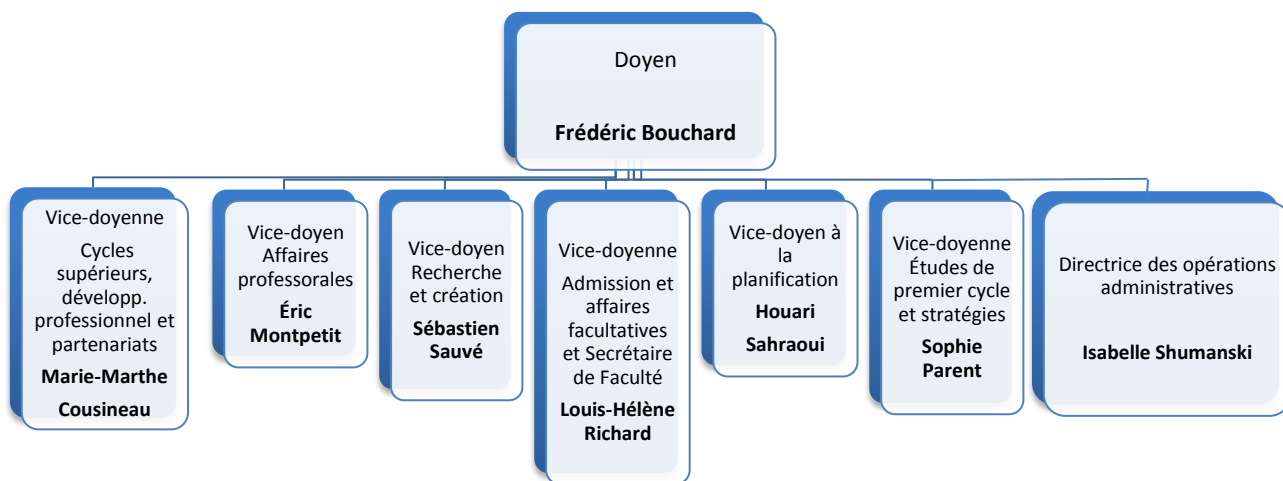 Doyen
Frédéric Bouchard
Vice-doyenne
Cycles
supérieurs,
développ.
professionnel et
partenariats
Marie-Marthe
Cousineau
Vice-doyen
Affaires
professorales
Éric
Montpetit
Vice-doyen
Recherche
et création
Sébastien
Sauvé
Vice-doyenne
Admission et
affaires
facultatives
et Secrétaire
de Faculté
Louis-Hélène
Richard
Vice-doyen à
la
planification
Houari
Sahraoui
Vice-doyenne
Études de
premier cycle
et stratégies
Sophie
Parent
Directrice des opérations
administratives
Isabelle Shumanski